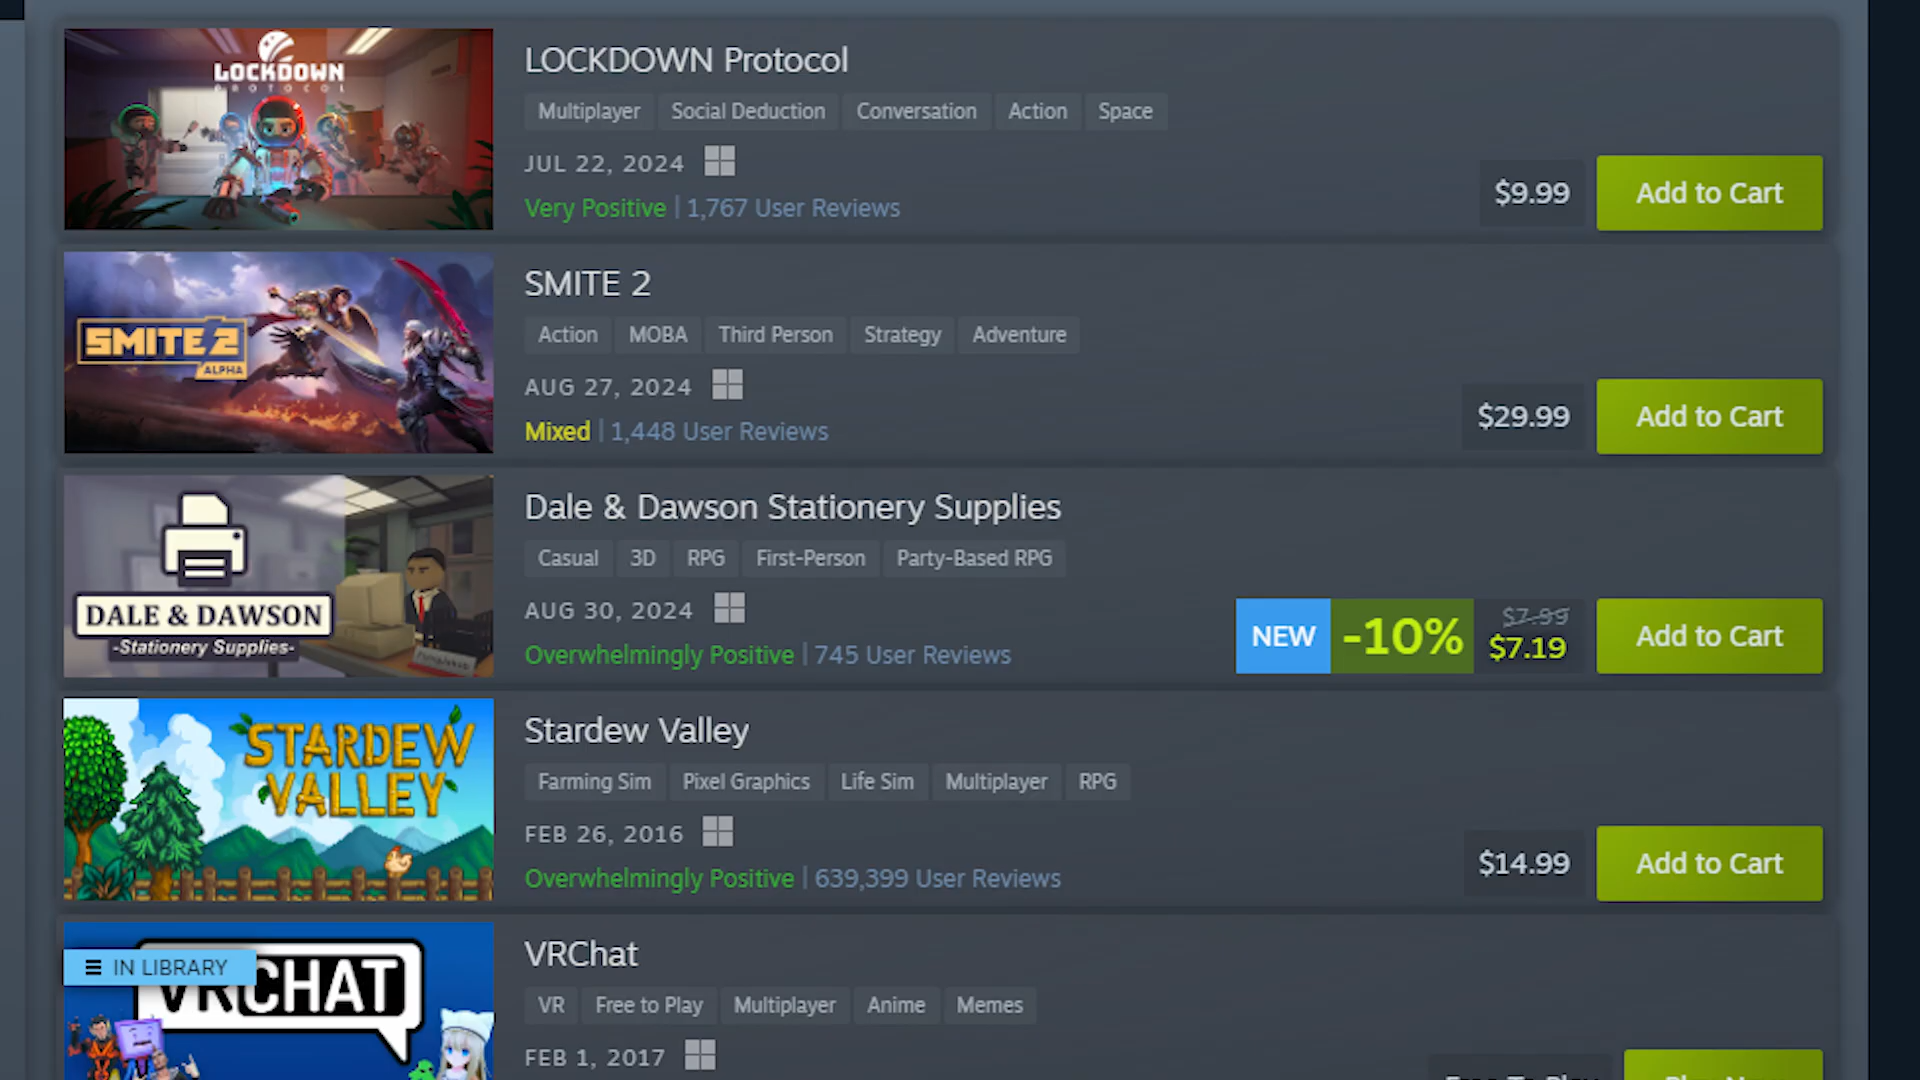 LOCKDOWN
PROTOCOL
LOCKDOWN Protocol
Multiplayer Social Deduction Conversation Action Space
JUL 22, 2024
Very Positive | 1,767 User Reviews
$9.99 Add to Cart
SMITE 2
ALPHA
SMITE 2
Action MOBA Third Person Strategy Adventure
AUG 27, 2024
Mixed | 1,448 User Reviews
$29.99 Add to Cart
DALE & DAWSON
-Stationery Supplies-
Dale & Dawson Stationery Supplies
Casual 3D RPG First-Person Party-Based RPG
AUG 30, 2024
Overwhelmingly Positive | 745 User Reviews
NEW -10% $7.99 $7.19 Add to Cart
STARDEW
VALLEY
Stardew Valley
Farming Sim Pixel Graphics Life Sim Multiplayer RPG
FEB 26, 2016
Overwhelmingly Positive | 639,399 User Reviews
$14.99 Add to Cart
IN LIBRARY
VRCHAT
VRChat
VR Free to Play Multiplayer Anime Memes
FEB 1, 2017